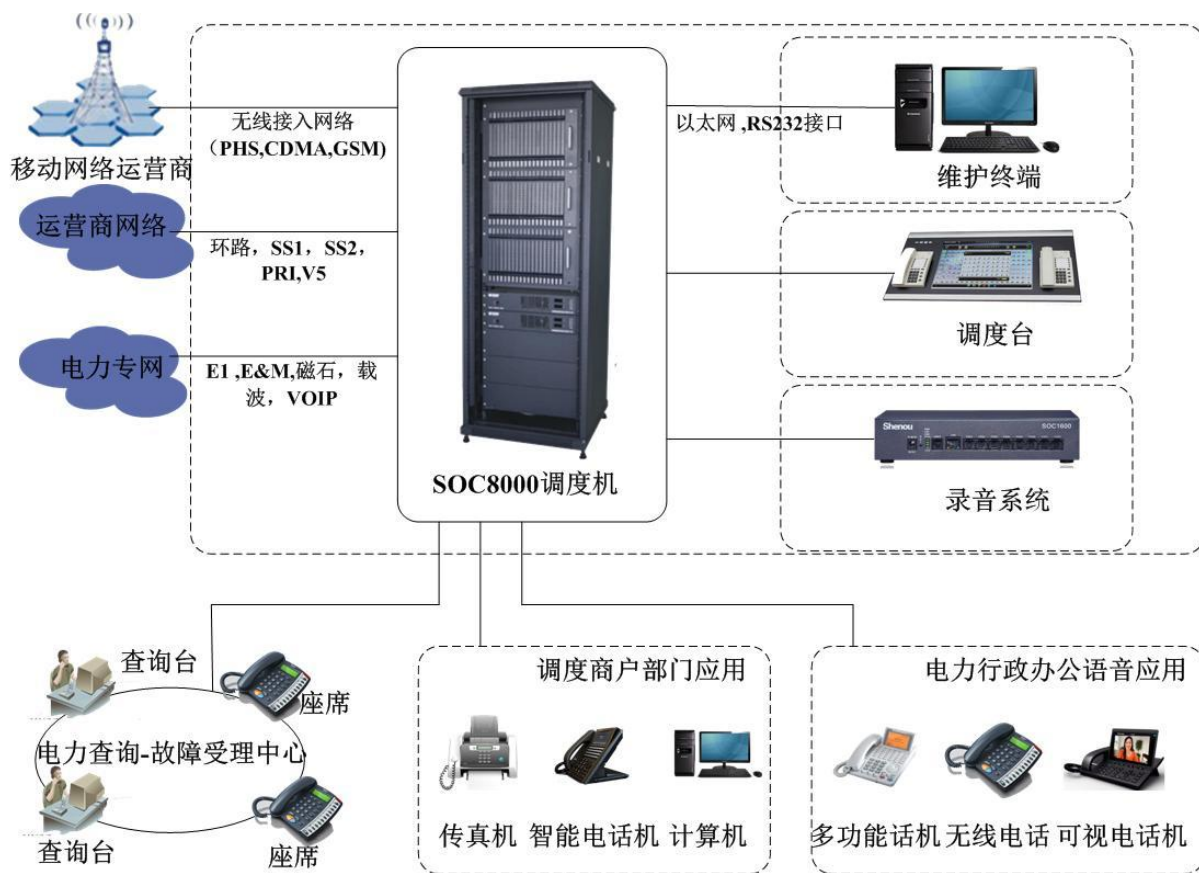 移动网络运营商
无线接入网络
（PHS,CDMA,GSM)
运营商网络
环路，SS1，SS2，
PRI,V5
电力专网
E1 ,E&M,磁石，载
波，VOIP
SOC8000调度机
以太网 ,RS232接口
维护终端
调度台
Shenou
SOC1600
录音系统
查询台
座席
电力查询-故障受理中心
查询台
座席
调度商户部门应用
传真机
智能电话机
计算机
电力行政办公语音应用
多功能话机
无线电话
可视电话机